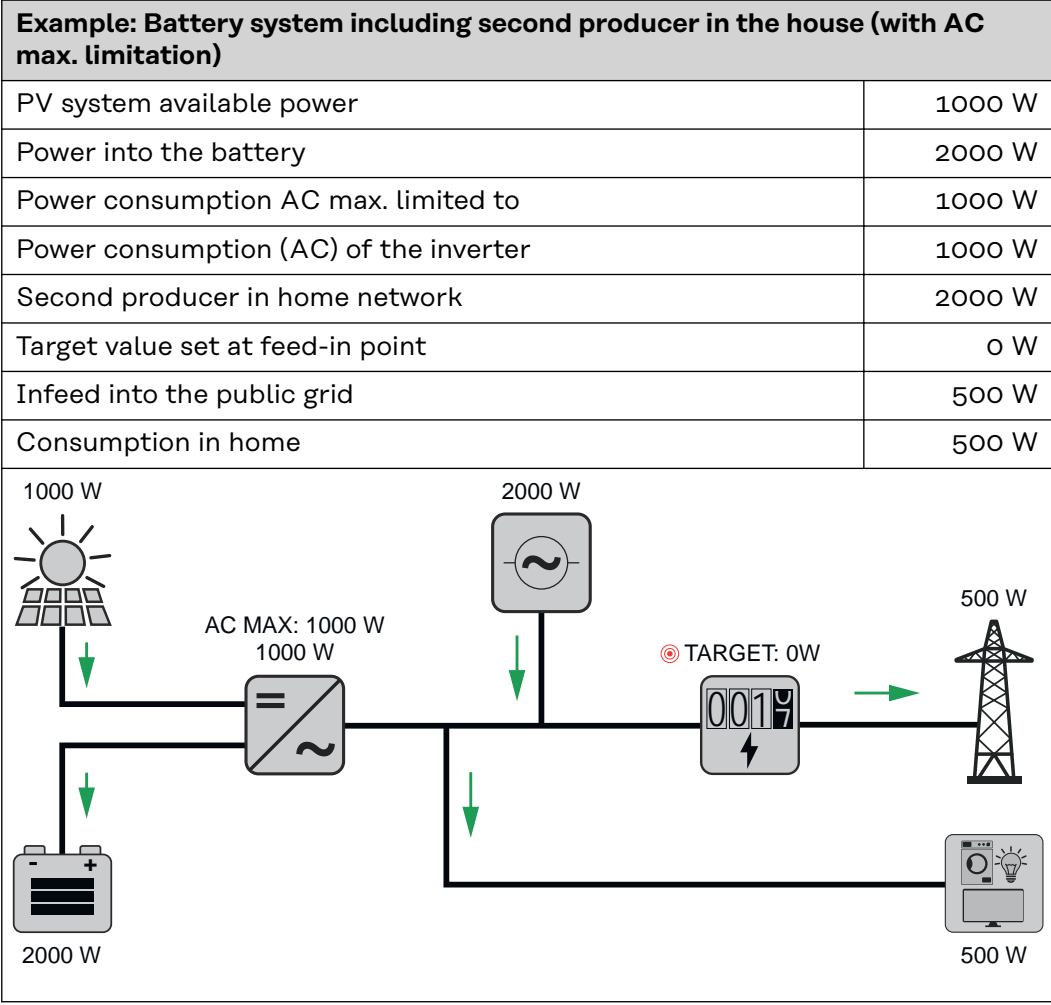 Example: Battery system including second producer in the house (with AC
max. limitation)
PV system available power 1000 W
Power into the battery 2000 W
Power consumption AC max. limited to 1000 W
Power consumption (AC) of the inverter 1000 W
Second producer in home network 2000 W
Target value set at feed-in point 0 W
Infeed into the public grid 500 W
Consumption in home 500 W
1000 W
2000 W
500 W
AC MAX: 1000 W
1000 W
TARGET: 0W
001
7
- +
2000 W
500 W